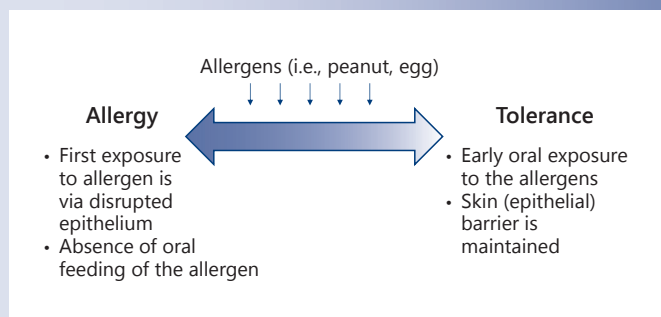 Allergens (i.e., peanut, egg)
Allergy
• First exposure
to allergen is
via disrupted
epithelium
• Absence of oral
feeding of the allergen
Tolerance
• Early oral exposure
to the allergens
• Skin (epithelial)
barrier is
maintained